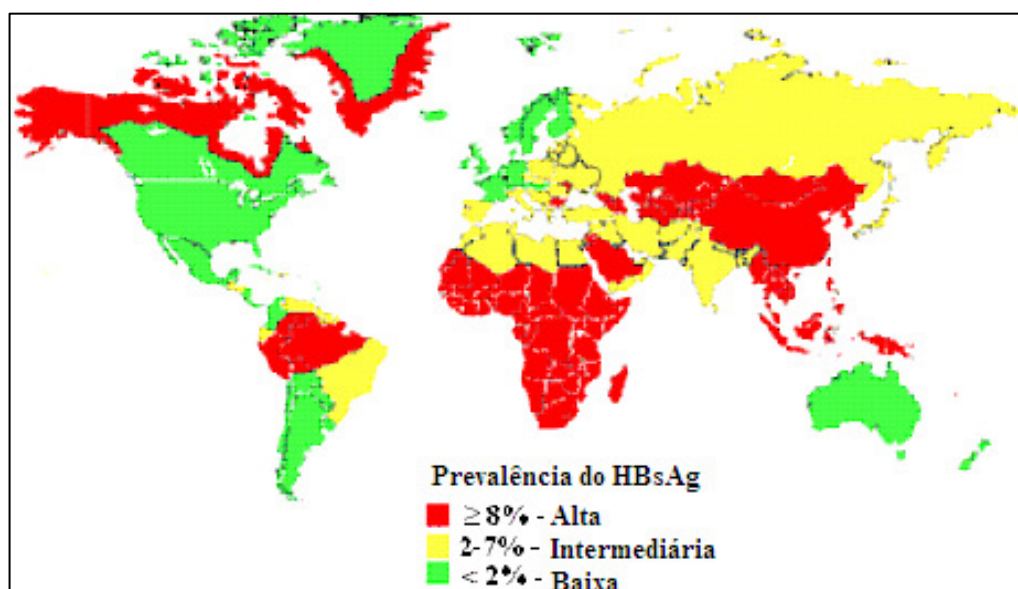 Prevalência do HBsAg
≥8% - Alta
2-7% - Intermediária
<2% - Baixa